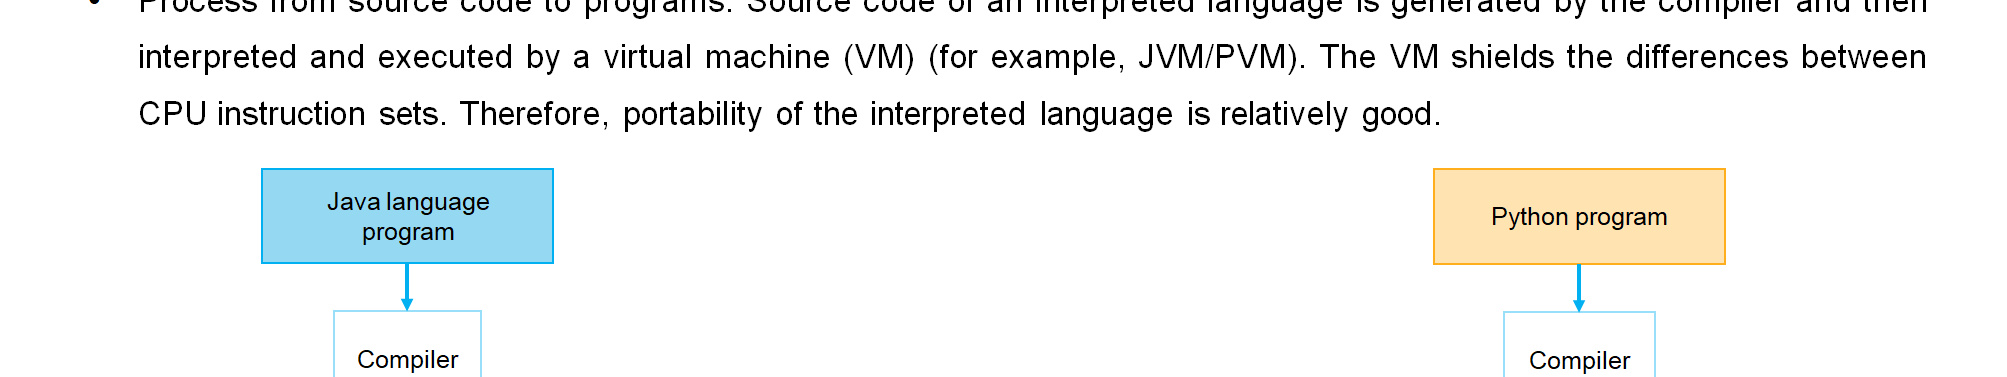 • Process from source code to programs: Source code of an interpreted language is generated by the compiler and then
interpreted and executed by a virtual machine (VM) (for example, JVM/PVM). The VM shields the differences between
CPU instruction sets. Therefore, portability of the interpreted language is relatively good.
Java language
program
Python program
Compiler
Compiler